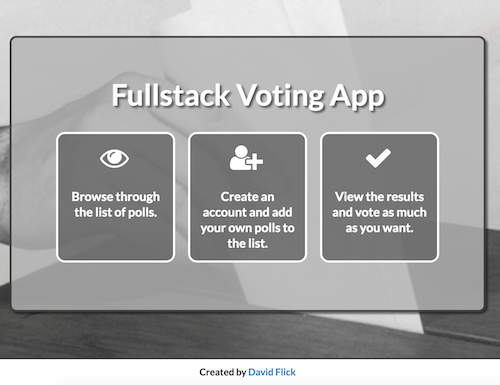 Fullstack Voting App
Browse through
the list of polls.
Create an
account and add
your own polls to
the list.
View the results
and vote as much
as you want.
Created by David Flick